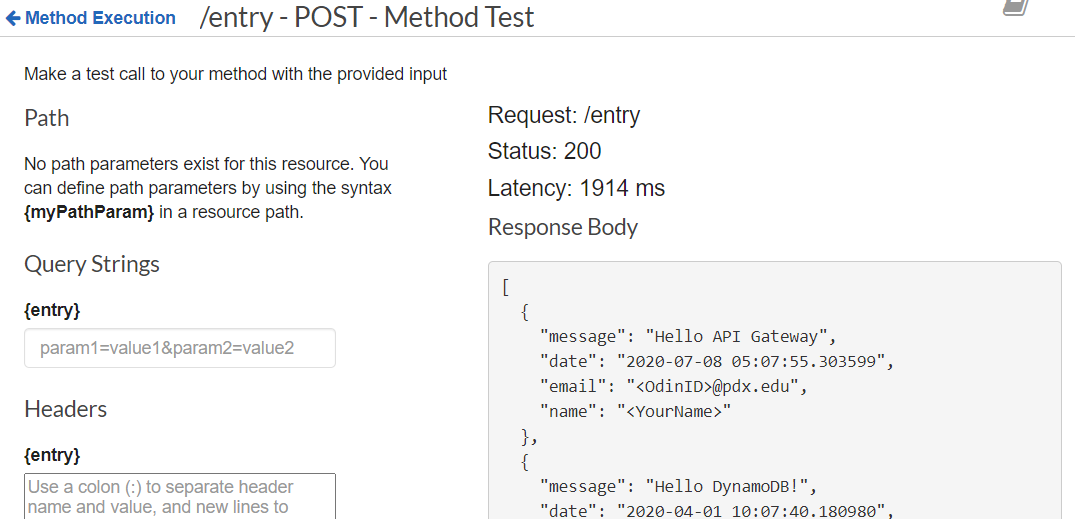 Method Execution /entry - POST - Method Test
Make a test call to your method with the provided input
Path
No path parameters exist for this resource. You
can define path parameters by using the syntax
{myPathParam} in a resource path.
Query Strings
{entry}
param1=value1&param2=value2
Headers
{entry}
Use a colon (:) to separate header
name and value, and new lines to
Request: /entry
Status: 200
Latency: 1914 ms
Response Body
[
{
"message": "Hello API Gateway",
"date": "2020-07-08 05:07:55.303599",
"email": "<OdinID>@pdx.edu",
"name": "<YourName>"
},
{
"message": "Hello DynamoDB!",
"date": "2020-04-01 10:07:40.180980",